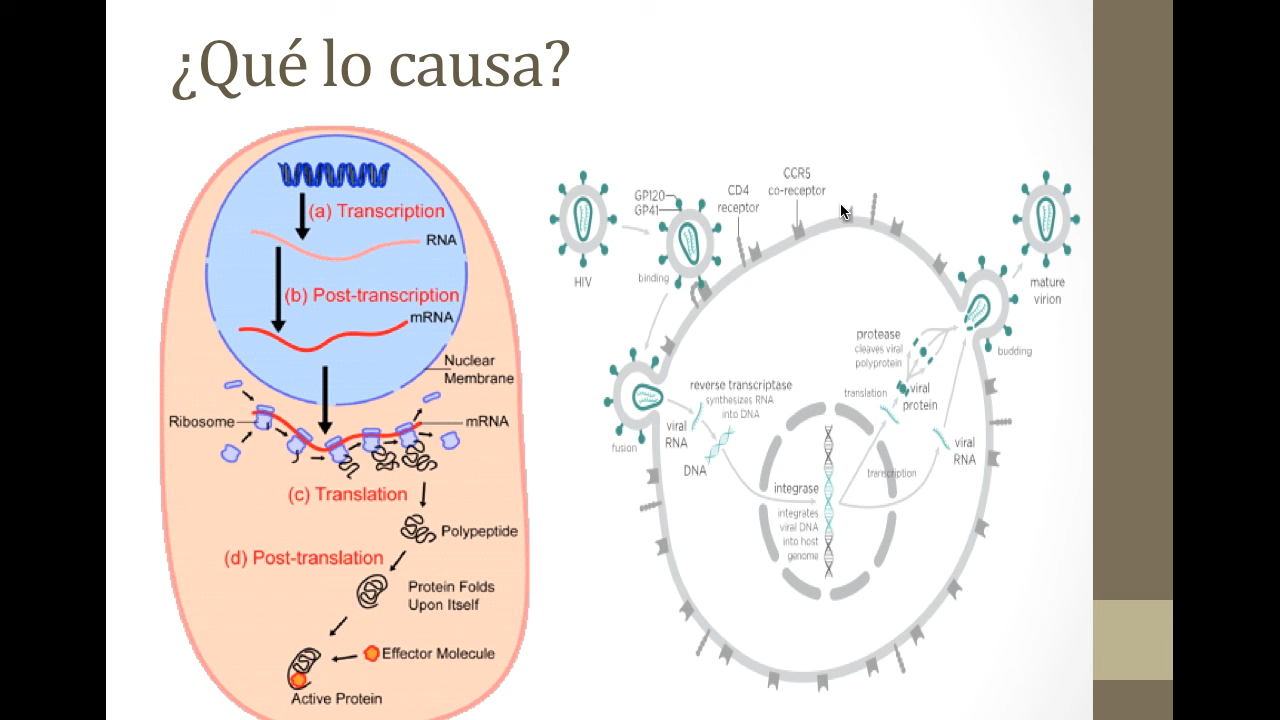 ¿Qué lo causa?
(a) Transcription
RNA
(b) Post-transcription
mRNA
Nuclear
Membrane
Ribosome
mRNA
(c) Translation
Polypeptide
(d) Post-translation
Protein Folds
Upon Itself
Effector Molecule
Active Protein
HIV
GP120
GP41
binding
CD4
receptor
CCR5
co-receptor
mature
virion
budding
protease
cleaves viral
polyprotein
translation
viral
protein
reverse transcriptase
synthesizes RNA
into DNA
viral
RNA
DNA
fusion
integrase
integrates
viral DNA
into host
genome
transcription
viral
RNA